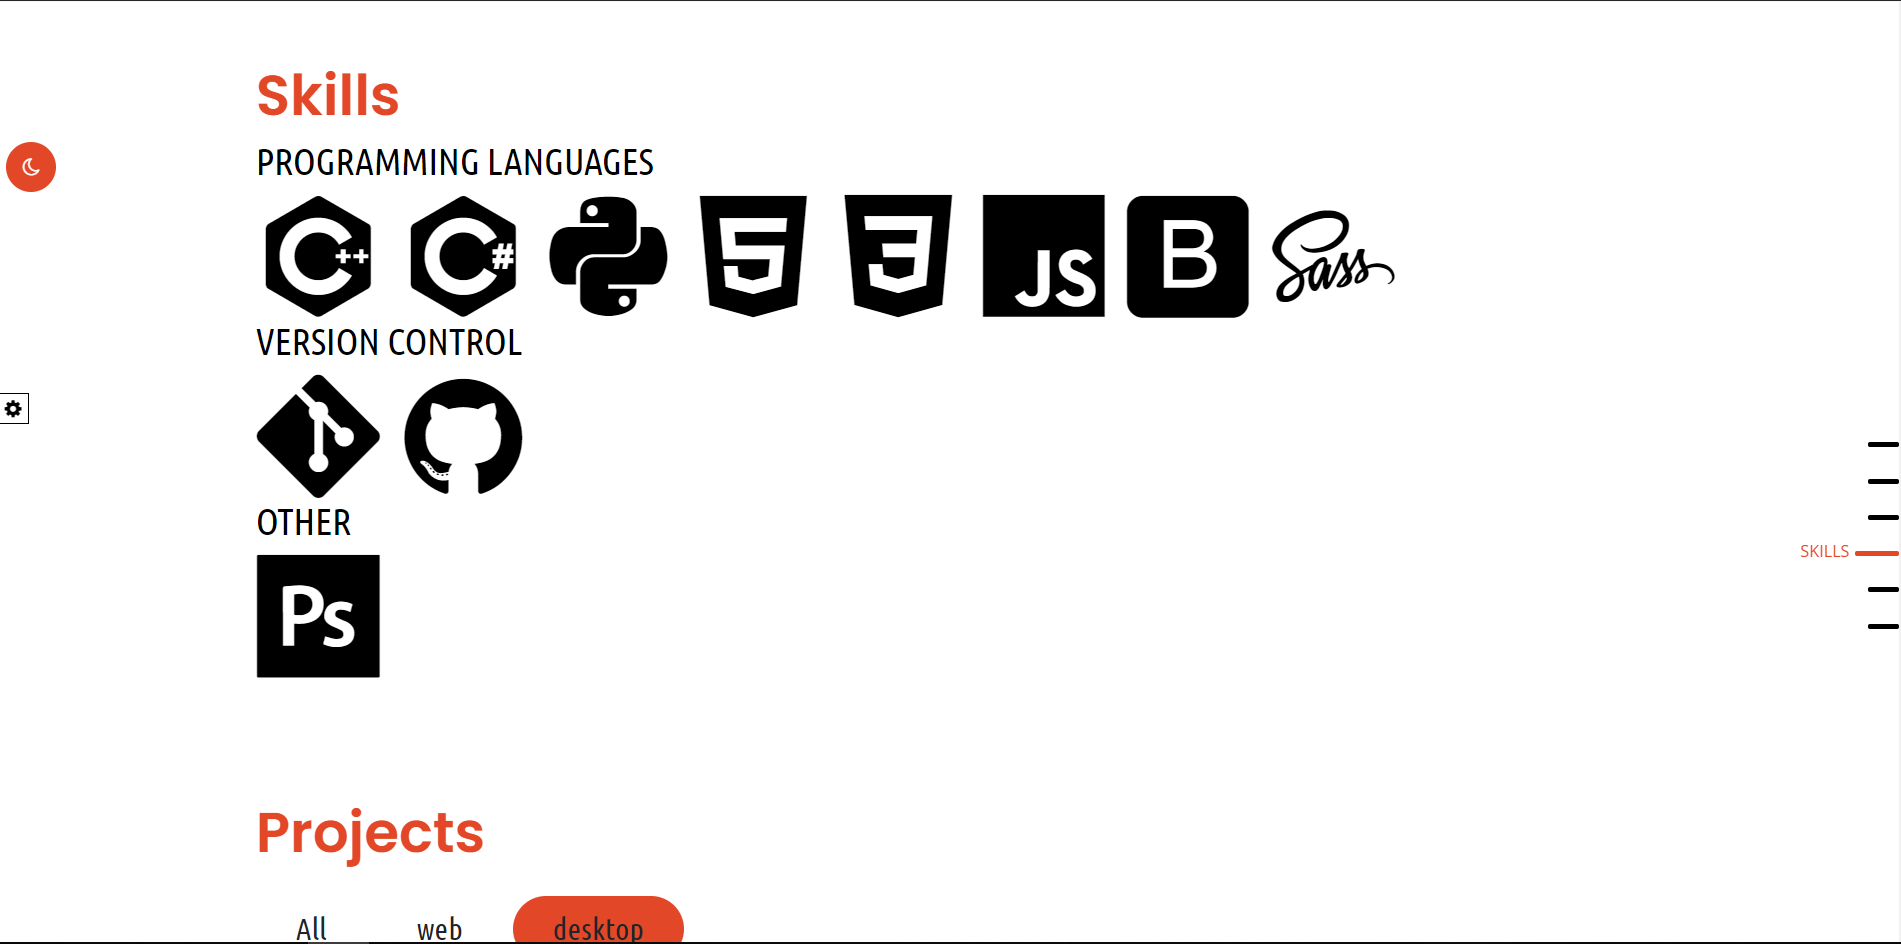 Skills
PROGRAMMING LANGUAGES
C++ C# 5 3 JS B Sass
VERSION CONTROL
OTHER
Ps
SKILLS
Projects
All web desktop